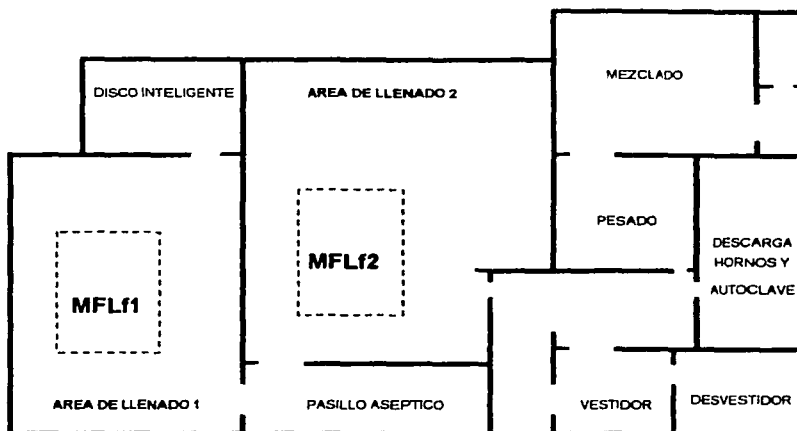 MEZCLADO
DISCO INTELIGENTE
AREA DE LLENADO 2
PESADO
DESCARGA
HORNOS Y
AUTOCLAVE
MFLf2
MFLf1
AREA DE LLENADO 1
PASILLO ASEPTICO
VESTIDOR
DESVESTIDOR